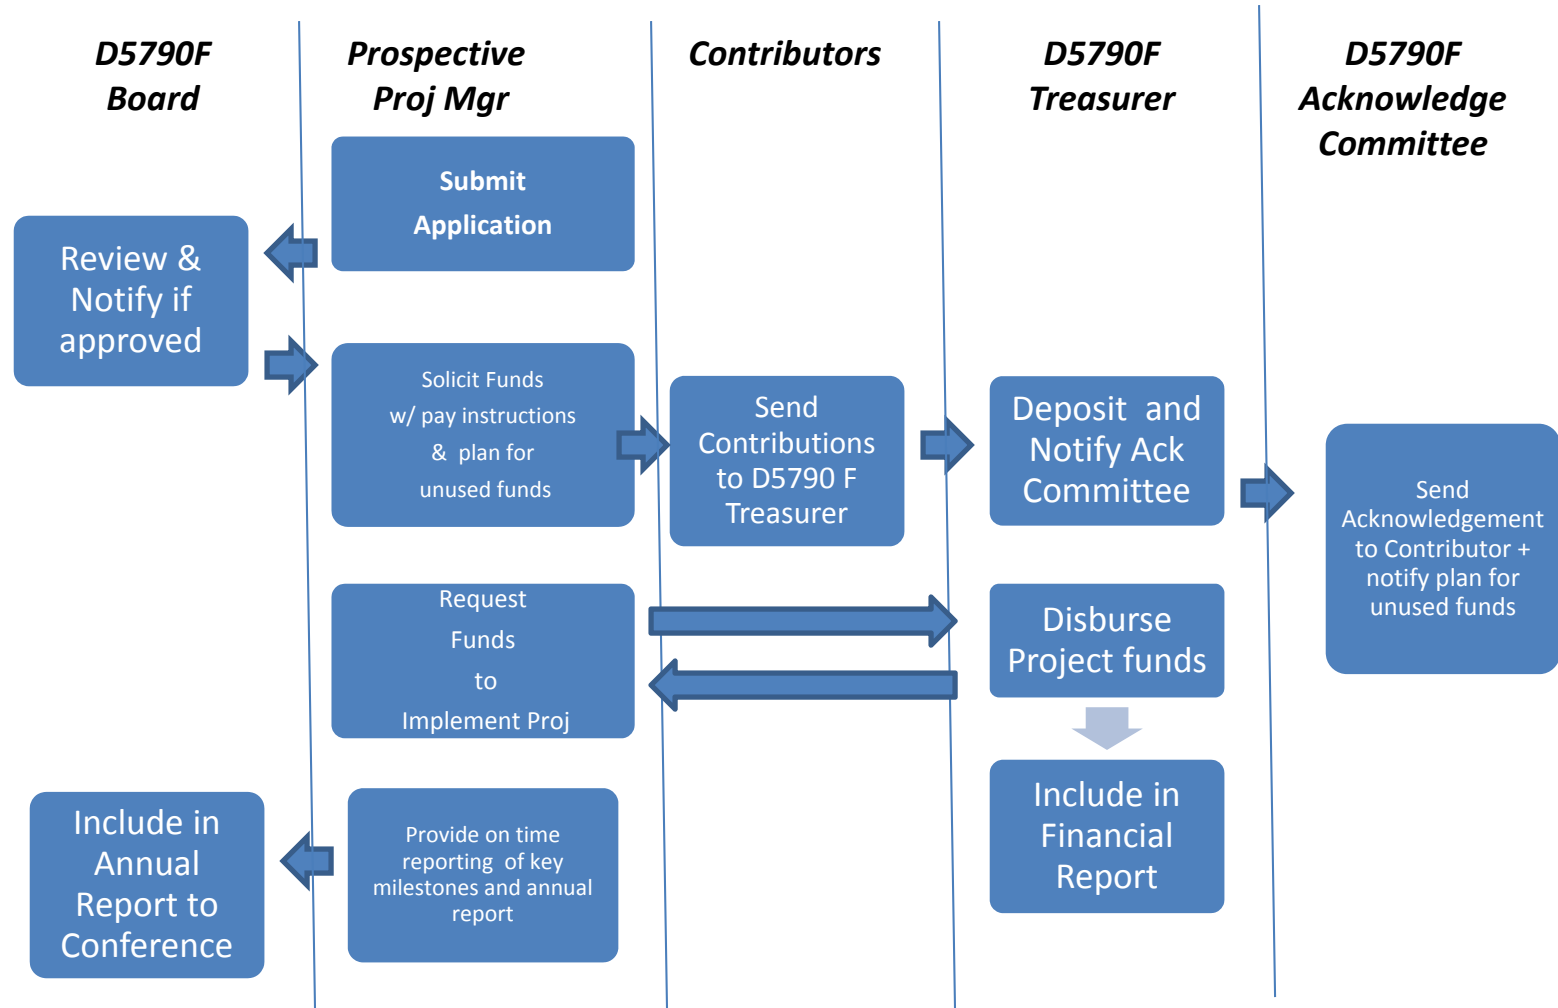 D5790F
Board
Prospective
Proj Mgr
Contributors
D5790F
Treasurer
D5790F
Acknowledge
Committee
Submit
Application
Review &
Notify if
approved
Solicit Funds
w/ pay instructions
& plan for
unused funds
Send
Contributions
to D5790 F
Treasurer
Deposit and
Notify Ack
Committee
Send
Acknowledgement
to Contributor +
notify plan for
unused funds
Request
Funds
to
Implement Proj
Disburse
Project funds
Include in
Annual
Report to
Conference
Provide on time
reporting of key
milestones and annual
report
Include in
Financial
Report